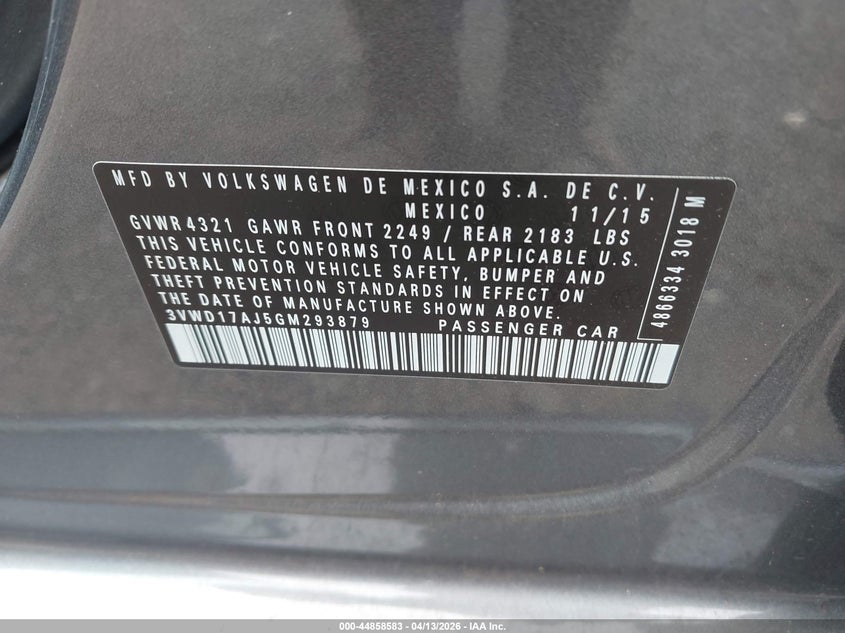 MFD BY VOLKSWAGEN DE MEXICO S.A. DE C.V.
MEXICO 11/15
GVWR 4321 GAWR FRONT 2249 / REAR 2183 LBS
THIS VEHICLE CONFORMS TO ALL APPLICABLE U.S.
FEDERAL MOTOR VEHICLE SAFETY, BUMPER AND
THEFT PREVENTION STANDARDS IN EFFECT ON
THE DATE OF MANUFACTURE SHOWN ABOVE.
3VWD17AJ5GM293879 PASSENGER CAR
4866334 3018 M
000-44858583 - 04/13/2026 - IAA Inc.